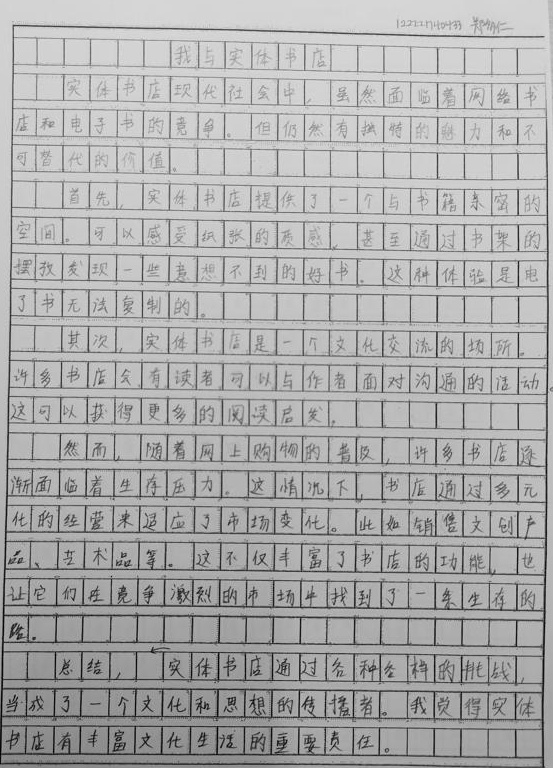 我与实体书店
实体书店现代社会中，虽然面临着网络书
店和电子书的竞争。但仍然有独特的魅力和不
可替代的价值。
首先，实体书店提供了一个与书籍亲密的
空间。可以感受纸张的质感，甚至通过书架的
摆放发现一些意想不到的好书。这种体验是电
子书无法复制的。
其次，实体书店是一个文化交流的场所。
许多书店会有读者可以与作者面对沟通的活动。
这可以获得更多的阅读启发。
然而，随着网上购物的普及，许多书店逐
渐面临着生存压力。这情况下，书店通过多元
化的经营来适应了市场变化。比如销售文创产
品、艺术品等。这不仅丰富了书店的功能，也
让它们在竞争激烈的市场中找到了一条生存的
路。
总结，实体书店通过各种各样的挑战，
当成了一个文化和思想的传播者。我觉得实体
书店有丰富文化生活的重要责任。